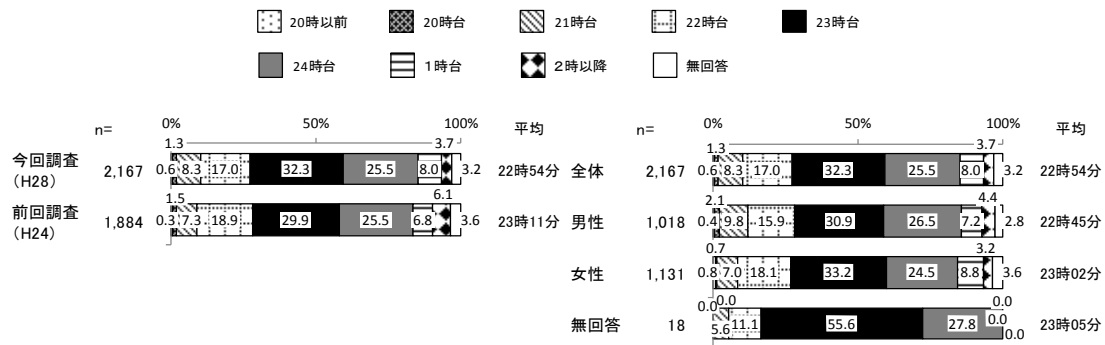 20時以前 20時台 21時台 22時台 23時台
24時台 1時台 2時以降 無回答
n= 0% 50% 100% 平均
1.3 3.7
今回調査(H28) 2,167 0.6 8.3 17.0 32.3 25.5 8.0 3.2 22時54分
1.5 6.1
前回調査(H24) 1,884 0.3 7.3 18.9 29.9 25.5 6.8 3.6 23時11分
n= 0% 50% 100% 平均
1.3 3.7
全体 2,167 0.6 8.3 17.0 32.3 25.5 8.0 3.2 22時54分
2.1 4.4
男性 1,018 0.4 9.8 15.9 30.9 26.5 7.2 2.8 22時45分
0.7 3.2
女性 1,131 0.8 7.0 18.1 33.2 24.5 8.8 3.6 23時02分
0.0 0.0
無回答 18 0.0 5.6 11.1 55.6 27.8 0.0 0.0 23時05分